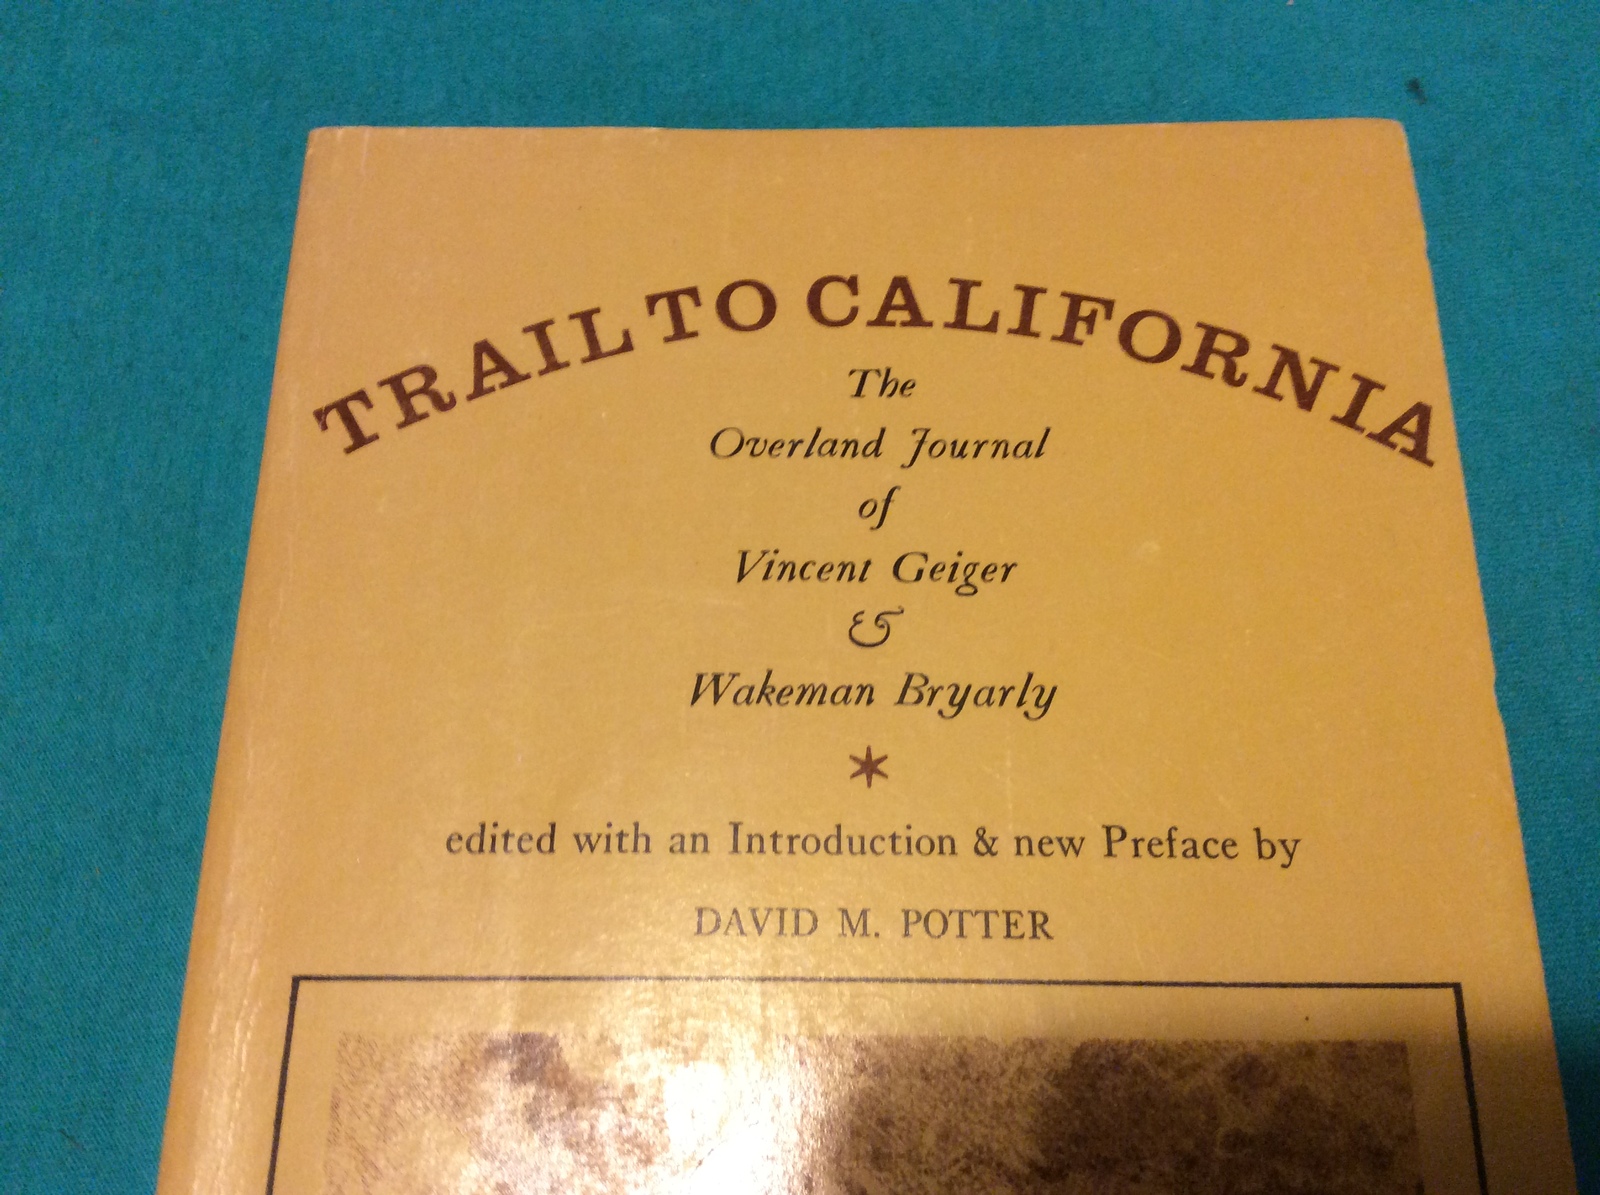 TRAIL TO CALIFORNIA
The
Overland Journal
of
Vincent Geiger
&
Wakeman Bryarly
*
edited with an Introduction & new Preface by
DAVID M. POTTER